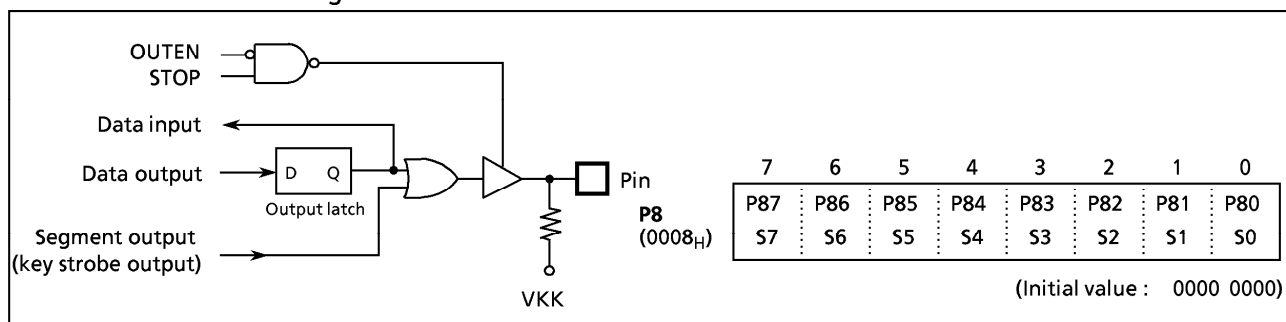 OUTEN
STOP
Data input
Data output
D Q
Output latch
Segment output
(key strobe output)
VKK
Pin
P8
(0008H)
7 6 5 4 3 2 1 0
P87 P86 P85 P84 P83 P82 P81 P80
S7 S6 S5 S4 S3 S2 S1 S0
(Initial value : 0000 0000)